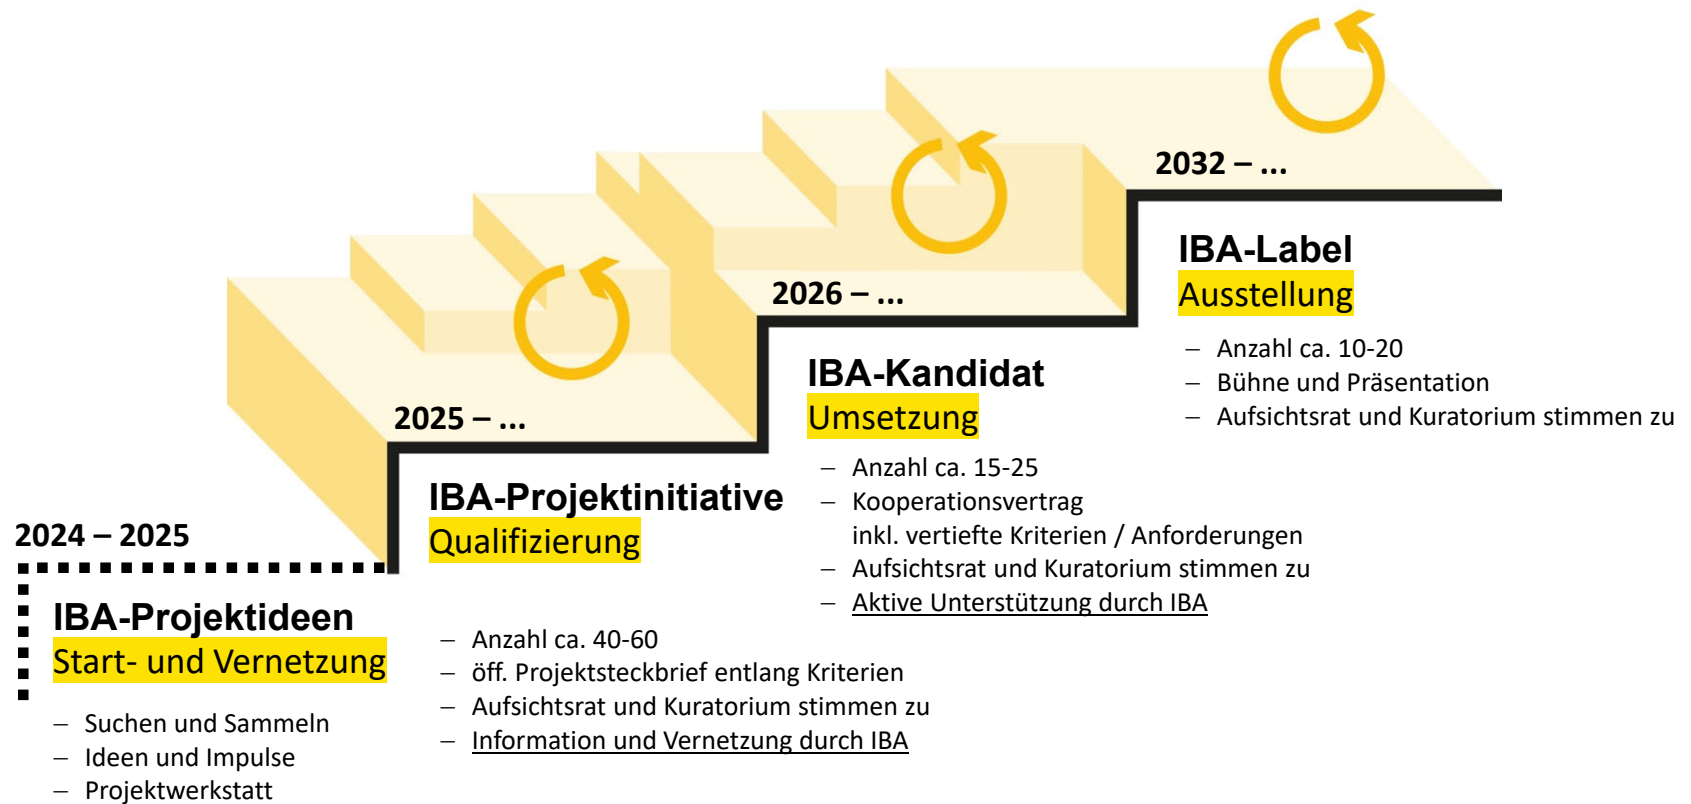 2024 – 2025
IBA-Projektideen
Start- und Vernetzung
– Suchen und Sammeln
– Ideen und Impulse
– Projektwerkstatt
2025 – ...
IBA-Projektinitiative
Qualifizierung
– Anzahl ca. 40-60
– öff. Projektsteckbrief entlang Kriterien
– Aufsichtsrat und Kuratorium stimmen zu
– Information und Vernetzung durch IBA
2026 – ...
IBA-Kandidat
Umsetzung
– Anzahl ca. 15-25
– Kooperationsvertrag
inkl. vertiefte Kriterien / Anforderungen
– Aufsichtsrat und Kuratorium stimmen zu
– Aktive Unterstützung durch IBA
2032 – ...
IBA-Label
Ausstellung
– Anzahl ca. 10-20
– Bühne und Präsentation
– Aufsichtsrat und Kuratorium stimmen zu